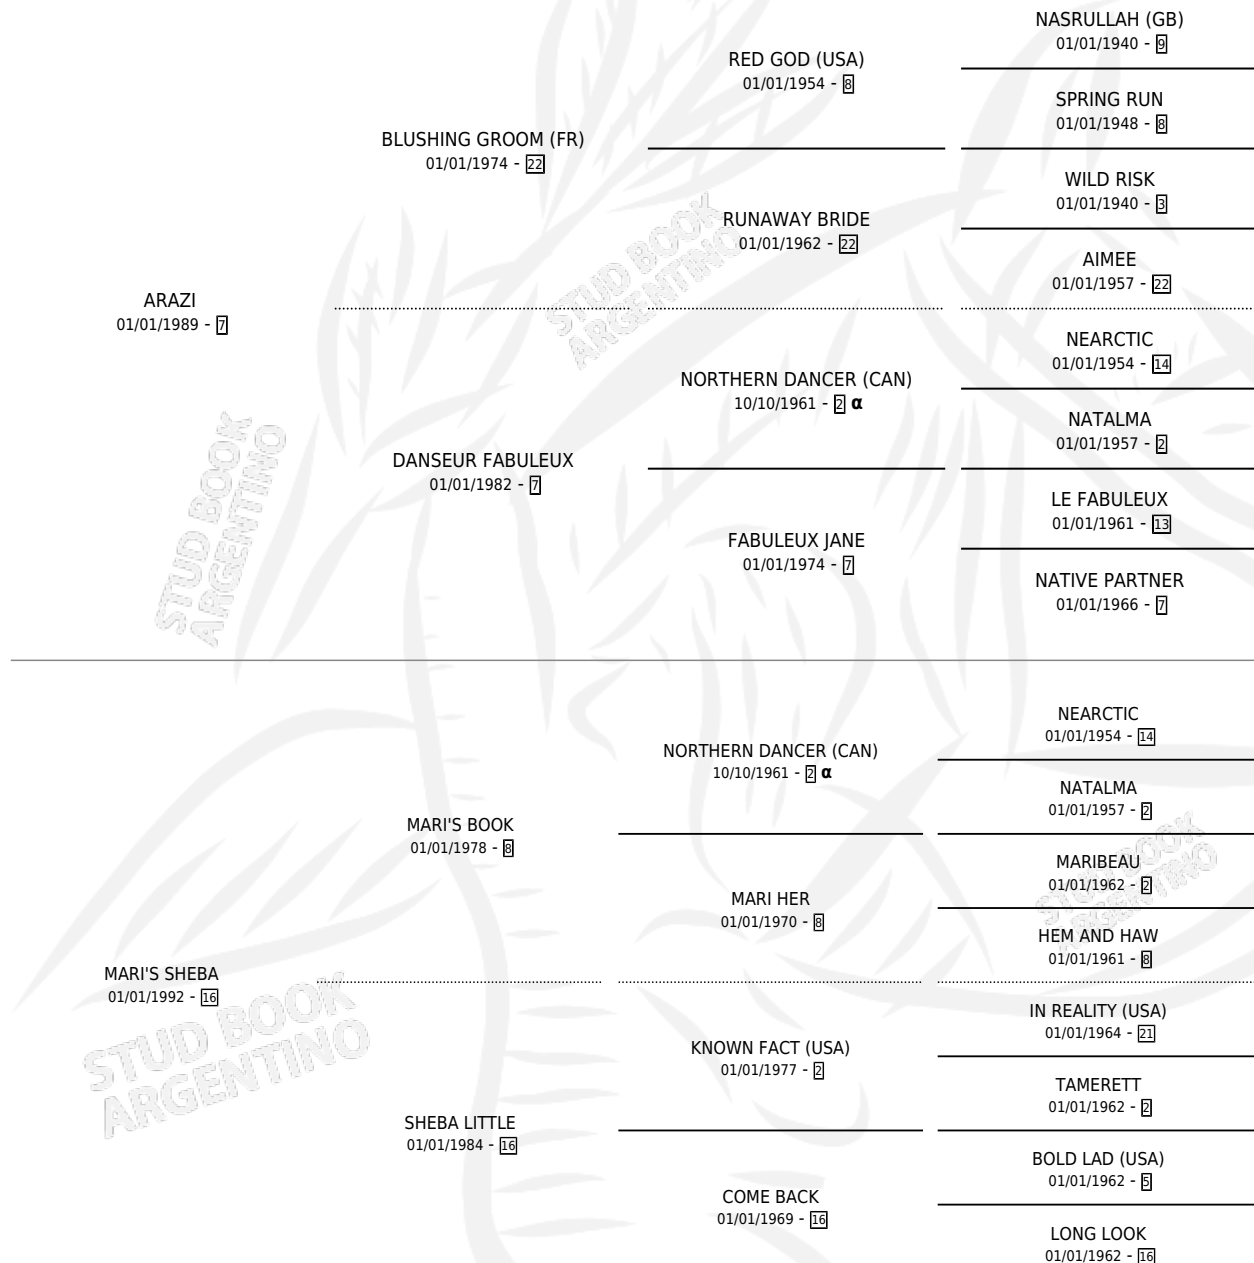 NASRULLAH (GB)
01/01/1940 - 9
RED GOD (USA)
01/01/1954 - 8
SPRING RUN
01/01/1948 - 8
BLUSHING GROOM (FR)
01/01/1974 - 22
WILD RISK
01/01/1940 - 3
RUNAWAY BRIDE
01/01/1962 - 22
AIMEE
01/01/1957 - 22
ARAZI
01/01/1989 - 7
NEARCTIC
01/01/1954 - 14
NORTHERN DANCER (CAN)
10/10/1961 - 2 α
NATALMA
01/01/1957 - 2
DANSEUR FABULEUX
01/01/1982 - 7
LE FABULEUX
01/01/1961 - 13
FABULEUX JANE
01/01/1974 - 7
NATIVE PARTNER
01/01/1966 - 7
NEARCTIC
01/01/1954 - 14
NORTHERN DANCER (CAN)
10/10/1961 - 2 α
NATALMA
01/01/1957 - 2
MARI'S BOOK
01/01/1978 - 8
MARIBEAU
01/01/1962 - 2
MARI HER
01/01/1970 - 8
HEM AND HAW
01/01/1961 - 8
MARI'S SHEBA
01/01/1992 - 16
IN REALITY (USA)
01/01/1964 - 21
KNOWN FACT (USA)
01/01/1977 - 2
TAMERETT
01/01/1962 - 2
SHEBA LITTLE
01/01/1984 - 16
BOLD LAD (USA)
01/01/1962 - 5
COME BACK
01/01/1969 - 16
LONG LOOK
01/01/1962 - 16
STUD BOOK
ARGENTINO
STUD BOOK
ARGENTINO
STUD BOOK
ARGENTINO
STUD BOOK
ARGENTINO